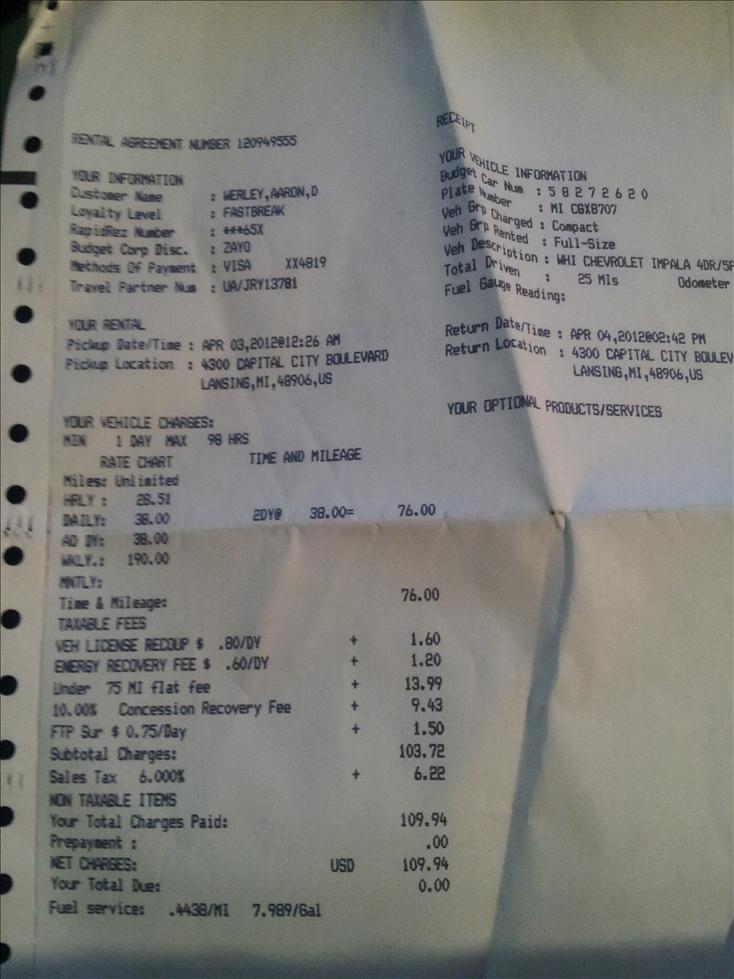 RECEIPT
RENTAL AGREEMENT NUMBER 120949555
YOUR INFORMATION
Customer Name : WERLEY,AARON,D
Loyalty Level : FASTBREAK
RapidRez Number : ***65X
Budget Corp Disc. : ZAYO
Methods Of Payment : VISA XX4819
Travel Partner Num : UA/JRY13781
YOUR VEHICLE INFORMATION
Budget Car Num : 5 8 2 7 2 6 2 0
Plate Number : MI CGX8707
Veh Grp Charged : Compact
Veh Grp Rented : Full-Size
Veh Description : WHI CHEVROLET IMPALA 4DR/5P
Total Driven : 25 MIs Odometer
Fuel Gauge Reading:
YOUR RENTAL
Pickup Date/Time : APR 03,2012@12:26 AM
Pickup Location : 4300 CAPITAL CITY BOULEVARD
LANSING,MI,48906,US
Return Date/Time : APR 04,2012@02:42 PM
Return Location : 4300 CAPITAL CITY BOULEV
LANSING,MI,48906,US
YOUR VEHICLE CHARGES:
YOUR OPTIONAL PRODUCTS/SERVICES
MIN 1 DAY MAX 98 HRS
RATE CHART TIME AND MILEAGE
Miles: Unlimited
HRLY : 28.51
DAILY: 38.00 2DY@ 38.00= 76.00
AD DY: 38.00
WKLY.: 190.00
MNTLY:
Time & Mileage: 76.00
TAXABLE FEES
VEH LICENSE RECOUP $ .80/DY + 1.60
ENERGY RECOVERY FEE $ .60/DY + 1.20
Under 75 MI flat fee + 13.99
10.00% Concession Recovery Fee + 9.43
FTP Sur $ 0.75/Day + 1.50
Subtotal Charges: 103.72
Sales Tax 6.000% + 6.22
NON TAXABLE ITEMS
Your Total Charges Paid: 109.94
Prepayment : .00
NET CHARGES: USD 109.94
Your Total Due: 0.00
Fuel service: .4438/MI 7.989/Gal